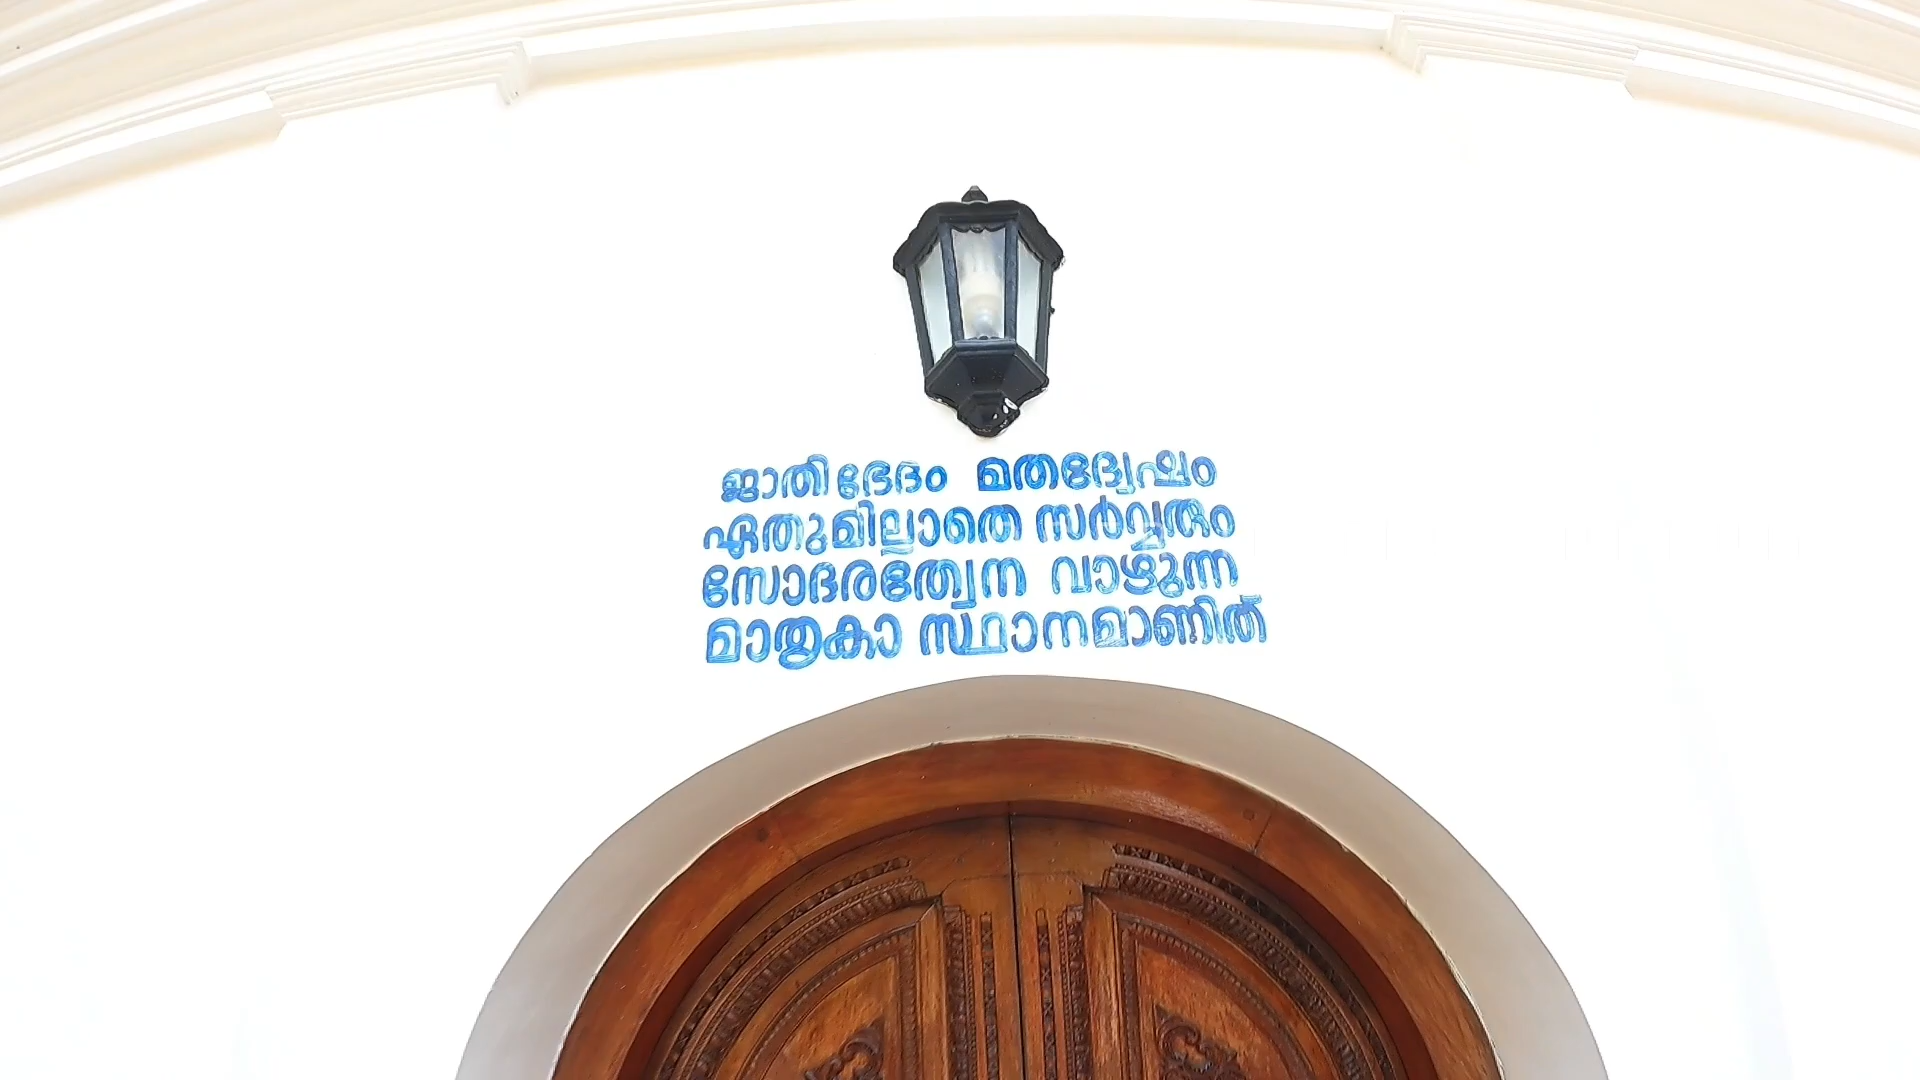 ജാതിഭേദം മതദ്വേഷം
ഏതുമില്ലാതെ സർവ്വരും
സോദരത്വേന വാഴുന്ന
മാതൃകാ സ്ഥാനമാണിത്